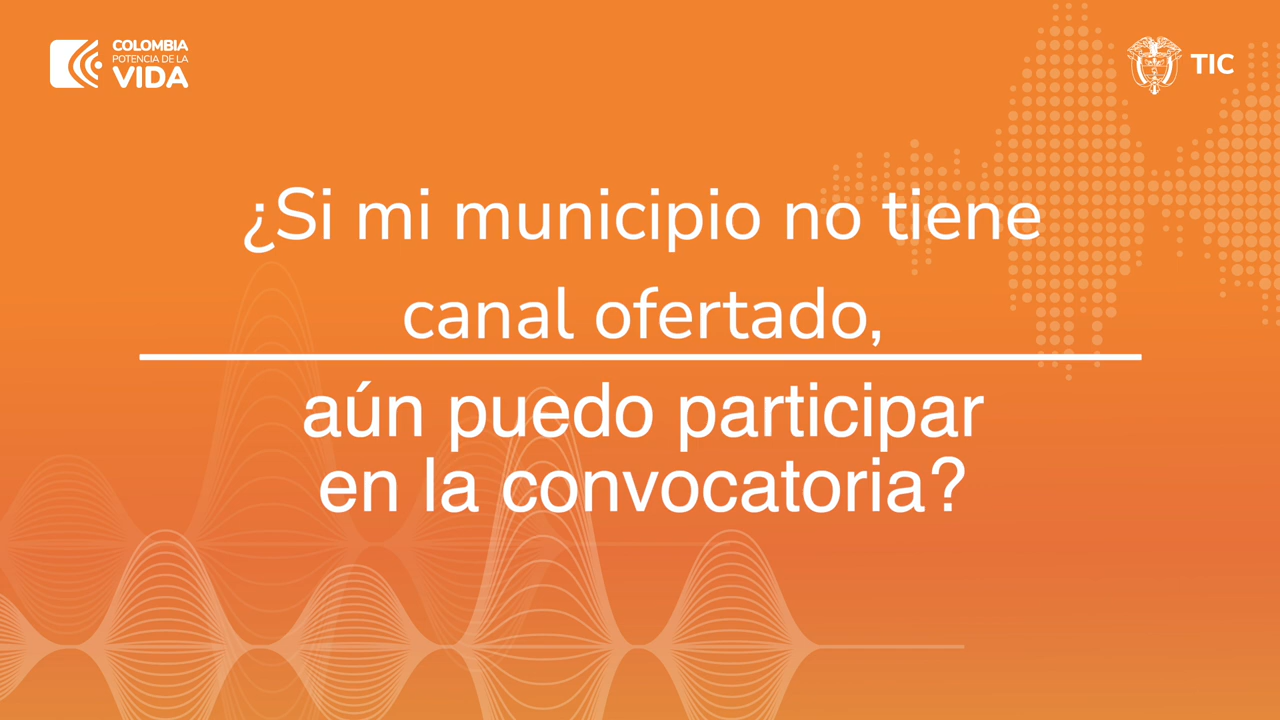 COLOMBIA
POTENCIA DE LA
VIDA
TIC
¿Si mi municipio no tiene
canal ofertado,
aún puedo participar
en la convocatoria?